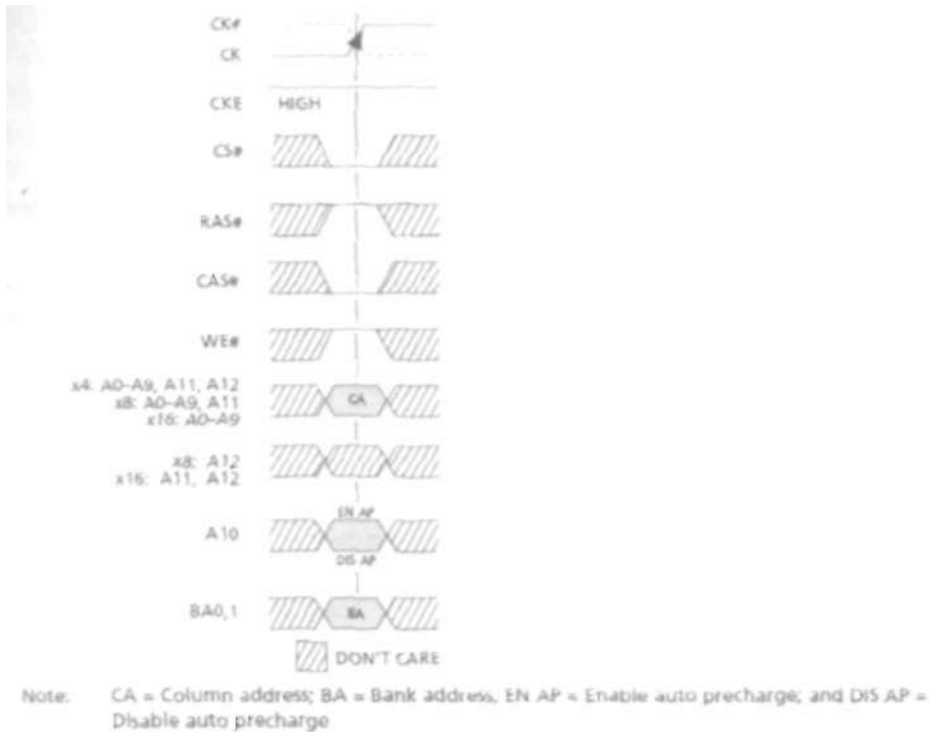 CK#
CK
CKE HIGH
CS#
RAS#
CAS#
WE#
x4: A0–A9, A11, A12
x8: A0–A9, A11
x16: A0–A9
CA
x8: A12
x16: A11, A12
EN AP
A10
DIS AP
BA0,1
BA
DON'T CARE
Note: CA = Column address; BA = Bank address, EN AP = Enable auto precharge; and DIS AP =
Disable auto precharge